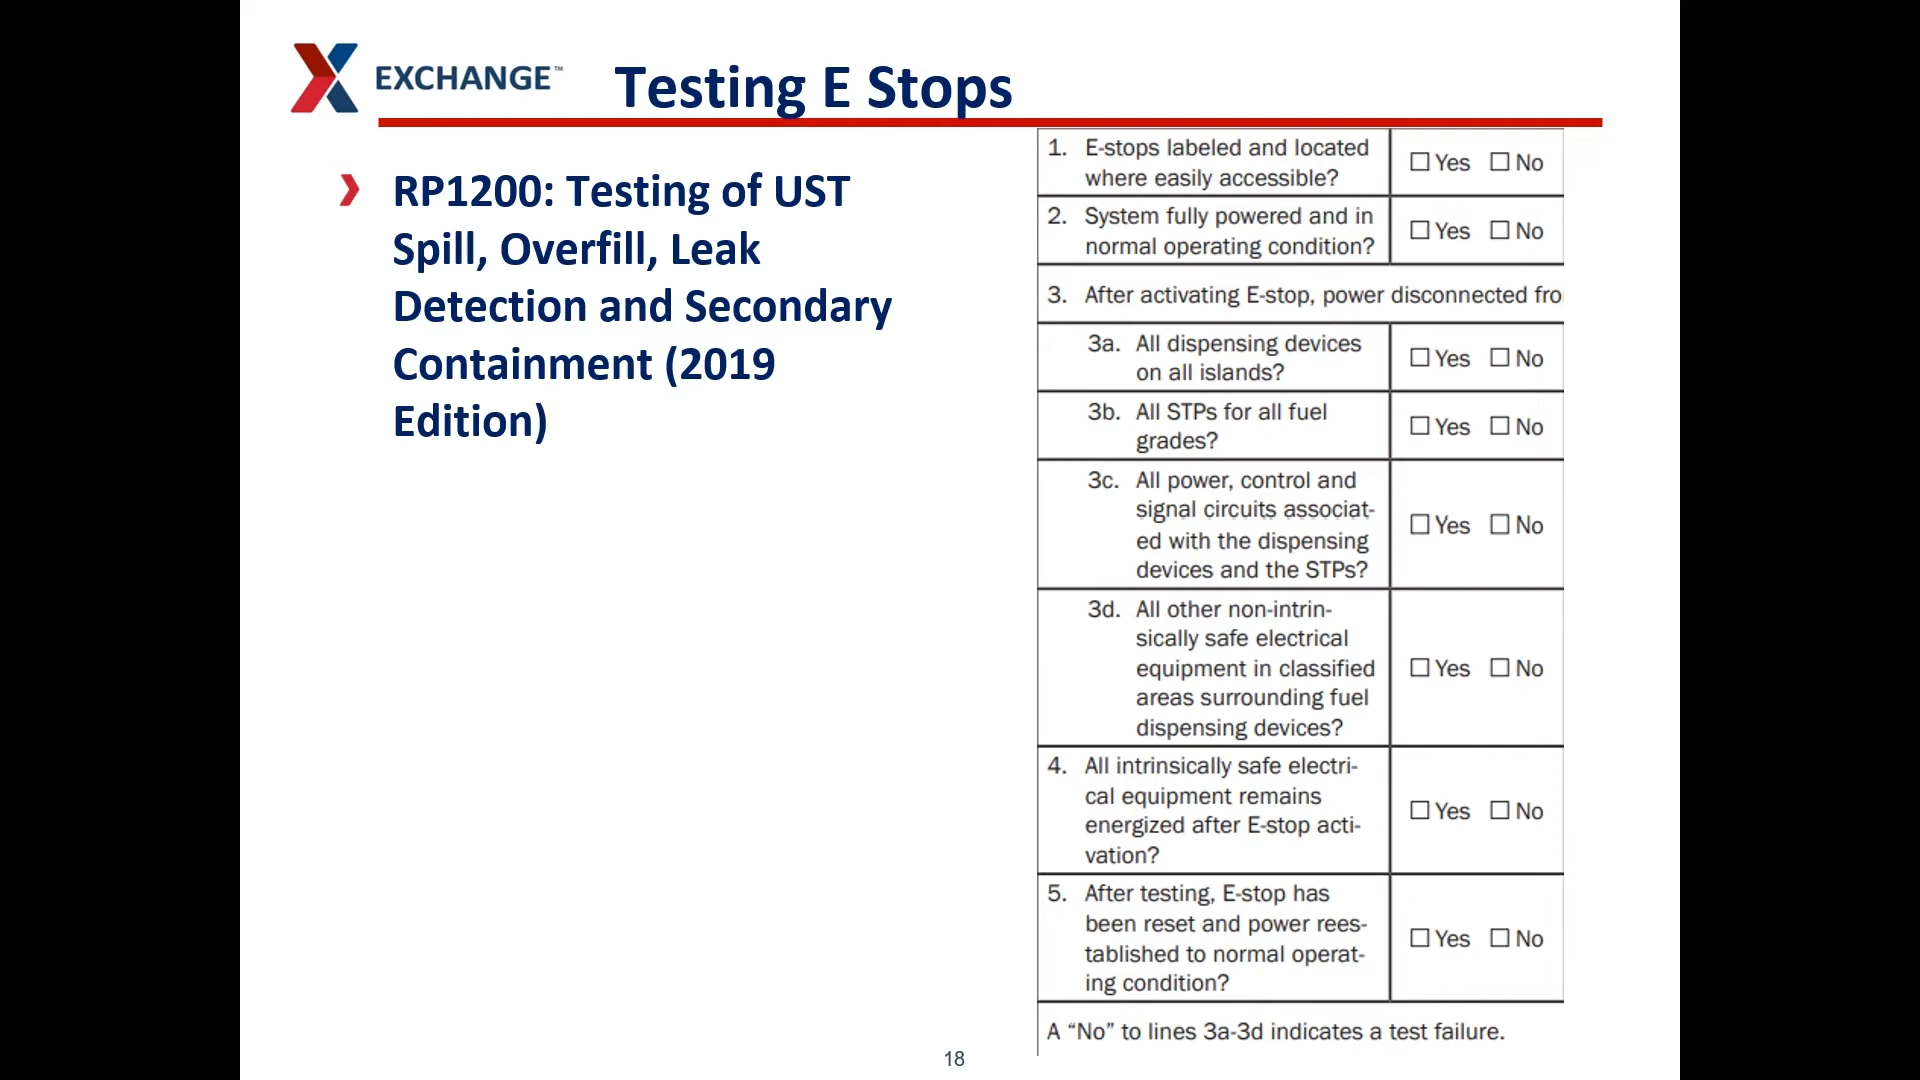 EXCHANGE™
Testing E Stops
RP1200: Testing of UST
Spill, Overfill, Leak
Detection and Secondary
Containment (2019
Edition)
1. E-stops labeled and located
where easily accessible?
☐ Yes ☐ No
2. System fully powered and in
normal operating condition?
☐ Yes ☐ No
3. After activating E-stop, power disconnected fro
3a. All dispensing devices
on all islands?
☐ Yes ☐ No
3b. All STPs for all fuel
grades?
☐ Yes ☐ No
3c. All power, control and
signal circuits associat-
ed with the dispensing
devices and the STPs?
☐ Yes ☐ No
3d. All other non-intrin-
sically safe electrical
equipment in classified
areas surrounding fuel
dispensing devices?
☐ Yes ☐ No
4. All intrinsically safe electri-
cal equipment remains
energized after E-stop acti-
vation?
☐ Yes ☐ No
5. After testing, E-stop has
been reset and power rees-
tablished to normal operat-
ing condition?
☐ Yes ☐ No
A “No” to lines 3a-3d indicates a test failure.
18